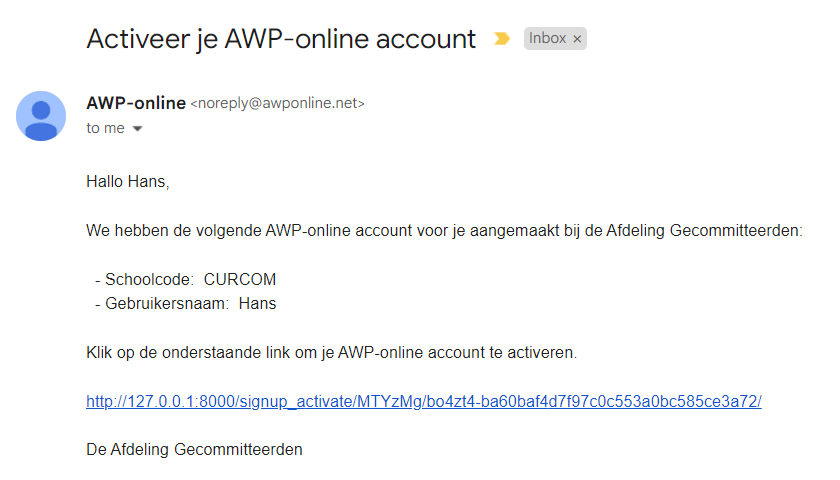 Activeer je AWP-online account
Inbox ×
AWP-online <noreply@awponline.net>
to me
Hallo Hans,
We hebben de volgende AWP-online account voor je aangemaakt bij de Afdeling Gecommitteerden:
- Schoolcode: CURCOM
- Gebruikersnaam: Hans
Klik op de onderstaande link om je AWP-online account te activeren.
http://127.0.0.1:8000/signup_activate/MTYzMg/bo4zt4-ba60baf4d7f97c0c553a0bc585ce3a72/
De Afdeling Gecommitteerden